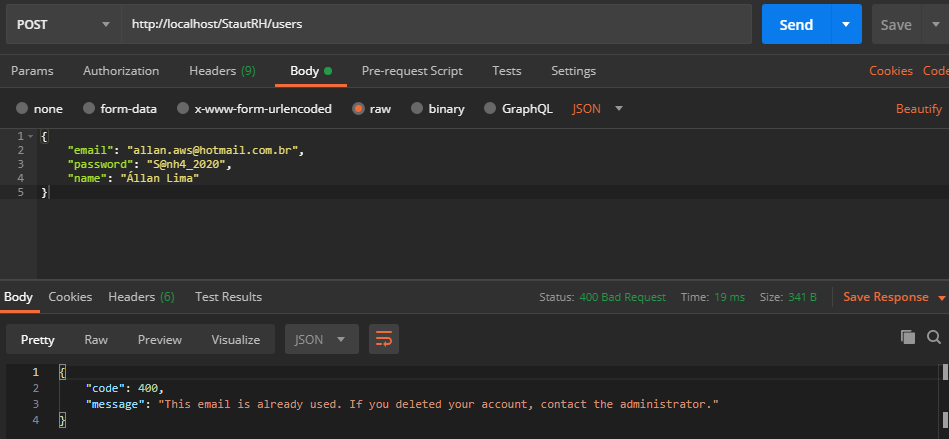 POST http://localhost/StautRH/users Send Save
Params Authorization Headers (9) Body Pre-request Script Tests Settings Cookies Code
none form-data x-www-form-urlencoded raw binary GraphQL JSON Beautify
1 {
2 "email": "allan.aws@hotmail.com.br",
3 "password": "S@nh4_2020",
4 "name": "Állan Lima"
5 }
Body Cookies Headers (6) Test Results Status: 400 Bad Request Time: 19 ms Size: 341 B Save Response
Pretty Raw Preview Visualize JSON
1 {
2 "code": 400,
3 "message": "This email is already used. If you deleted your account, contact the administrator."
4 }